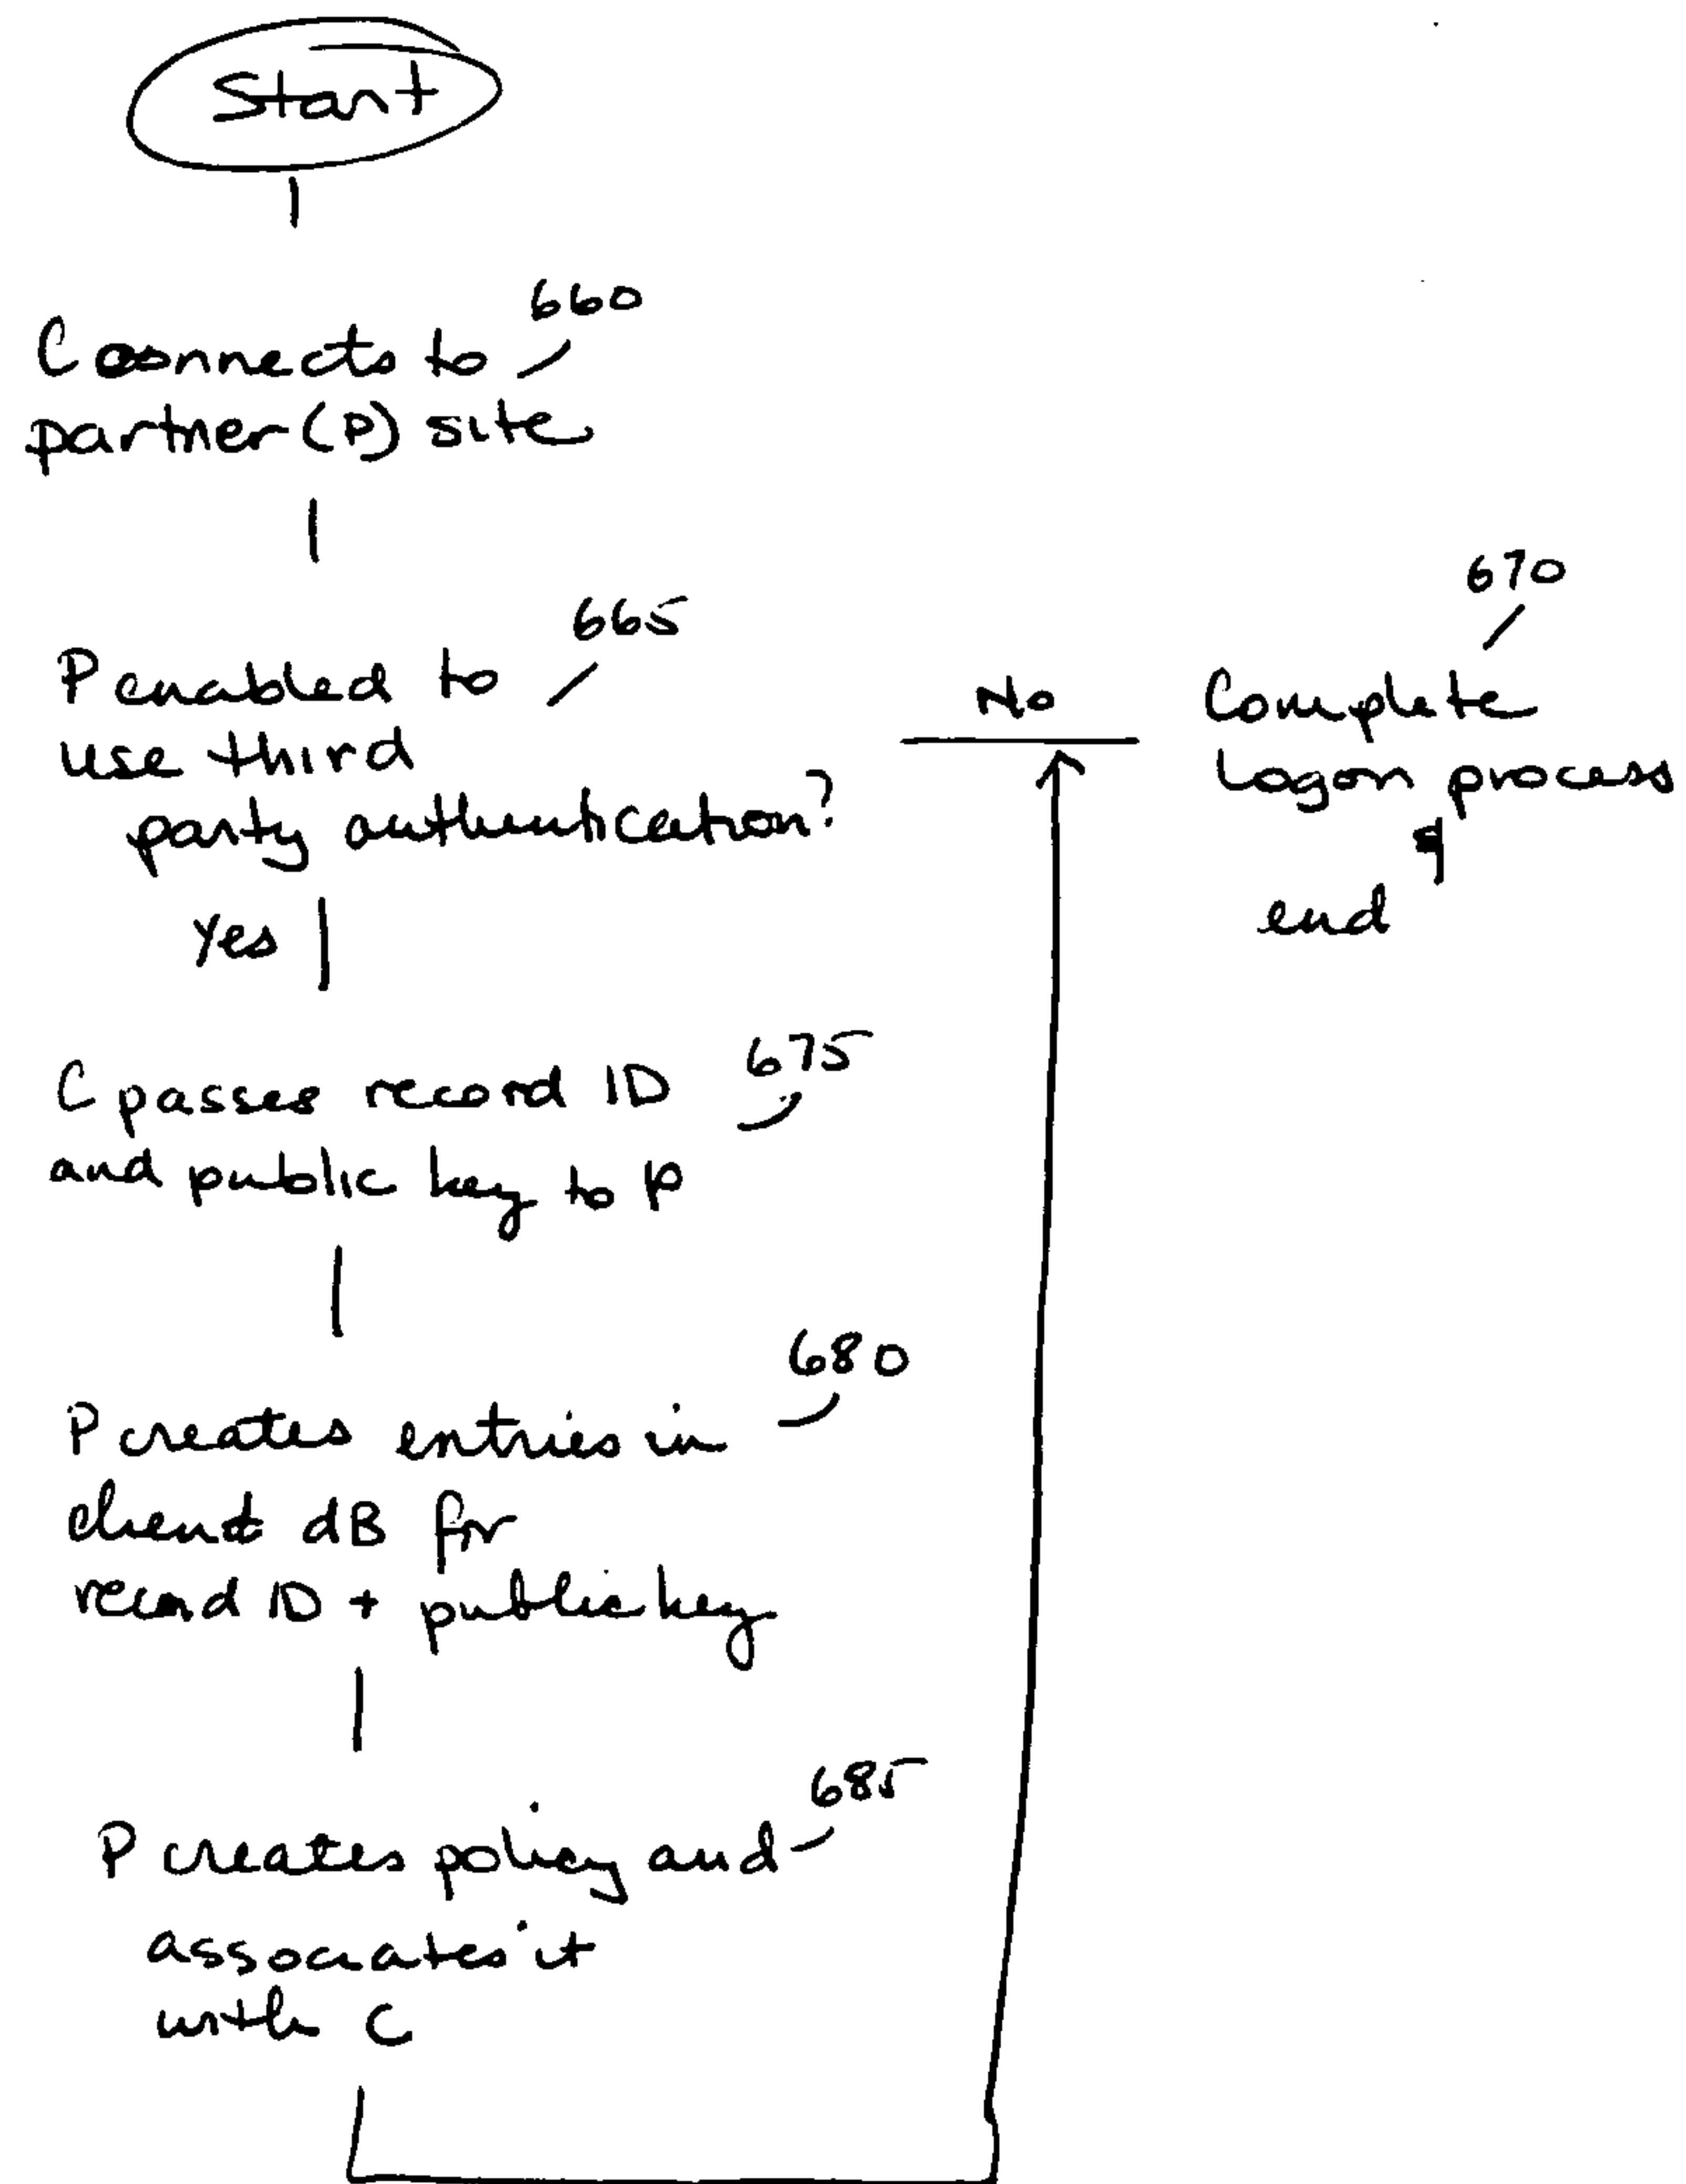 Start
660
C connects to
partner (P) site
665
P enabled to
use third
party authentication?
No
670
Complete
logon process
&
end
Yes
675
C passes record ID
and public key to P
680
P creates entries in
client dB for
record ID + public key
685
P creates policy and
associates it
with C